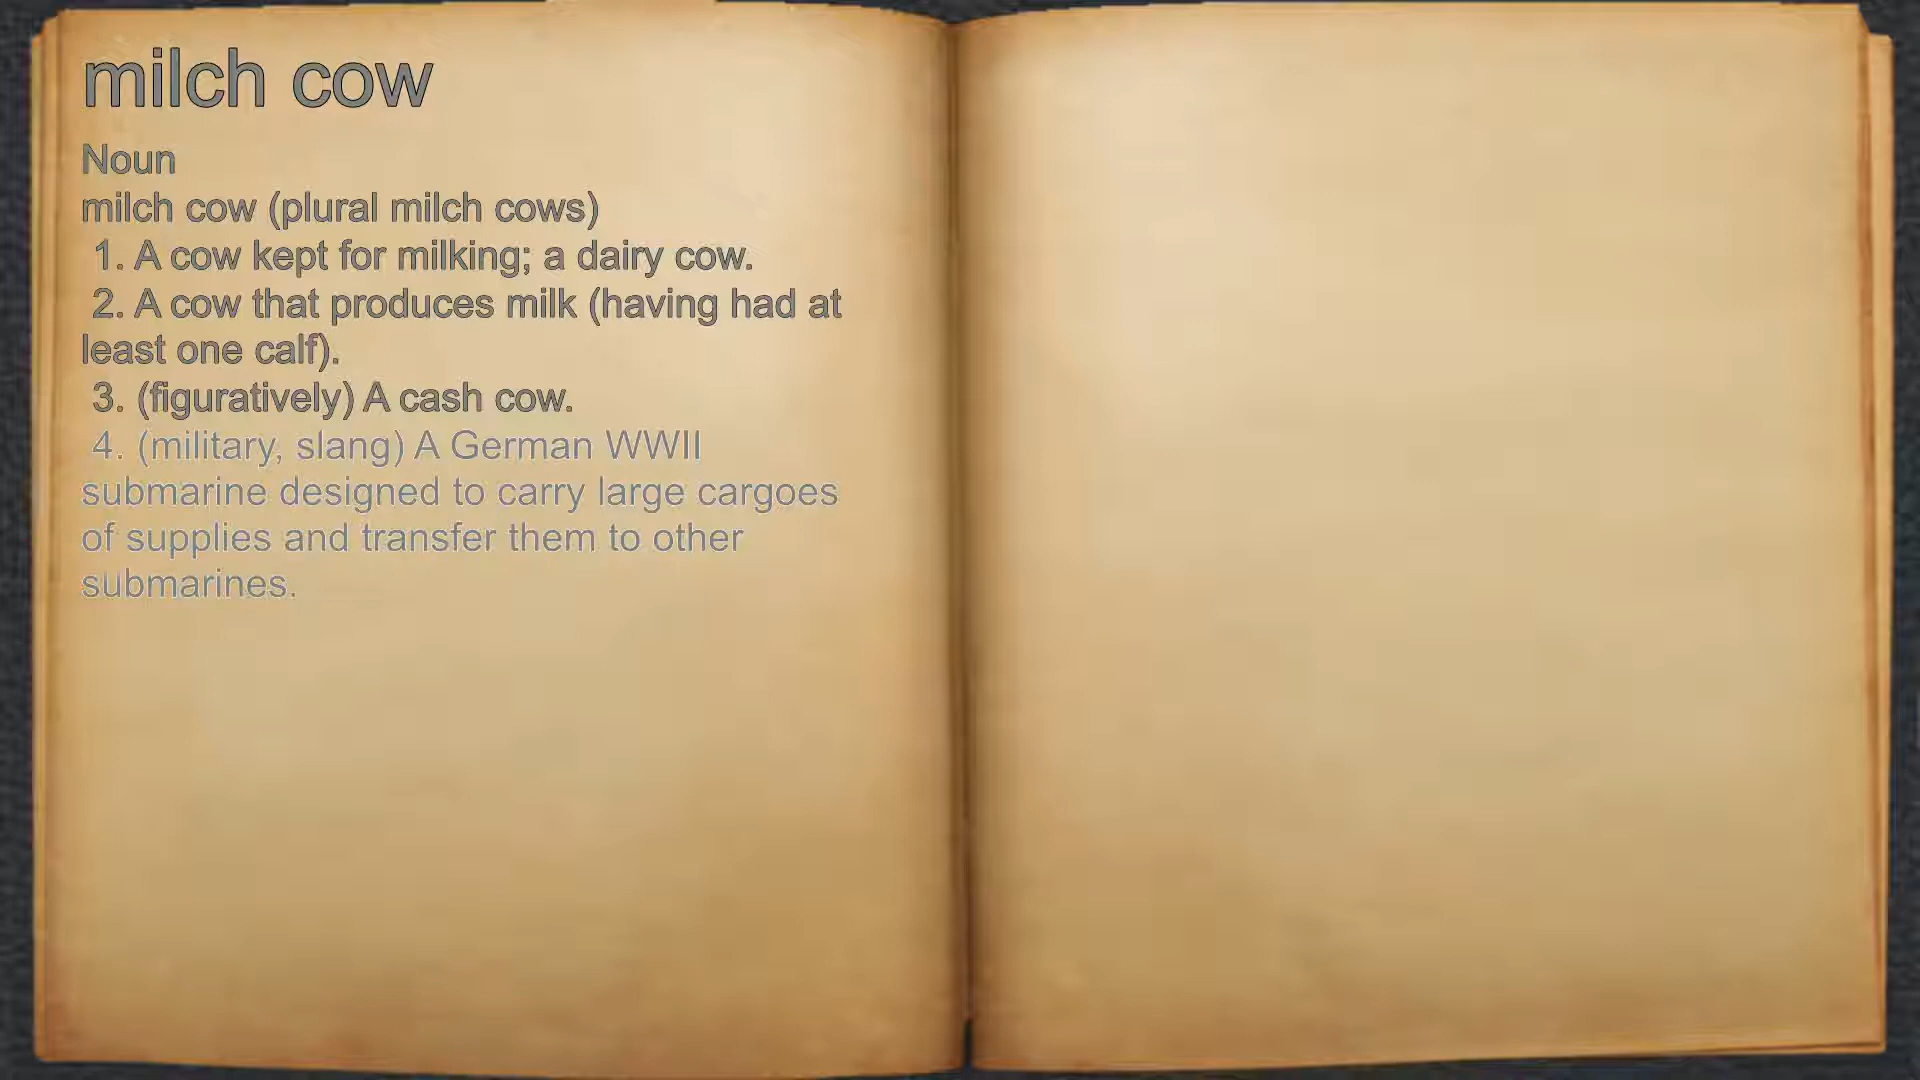 milch cow
Noun
milch cow (plural milch cows)
1. A cow kept for milking; a dairy cow.
2. A cow that produces milk (having had at
least one calf).
3. (figuratively) A cash cow.
4. (military, slang) A German WWII
submarine designed to carry large cargoes
of supplies and transfer them to other
submarines.